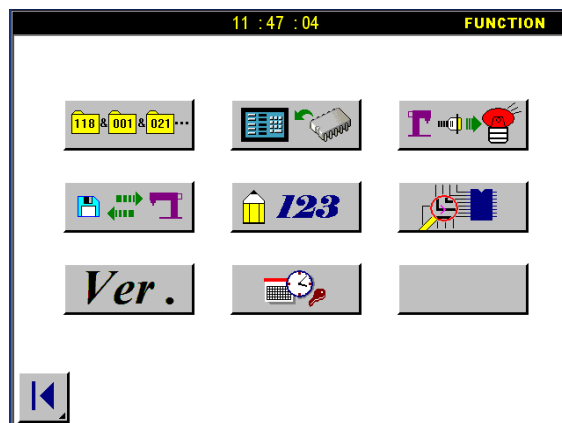 11 : 47 : 04 FUNCTION
118 & 001 & 021 ...
123
Ver .